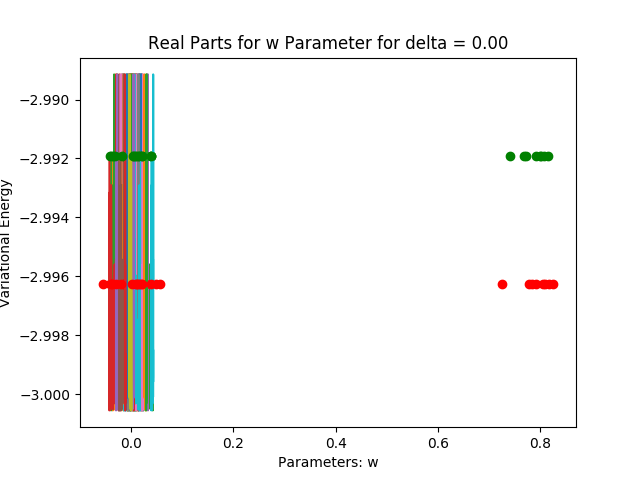 Real Parts for w Parameter for delta = 0.00
Variational Energy
−2.990
−2.992
−2.994
−2.996
−2.998
−3.000
0.0 0.2 0.4 0.6 0.8
Parameters: w